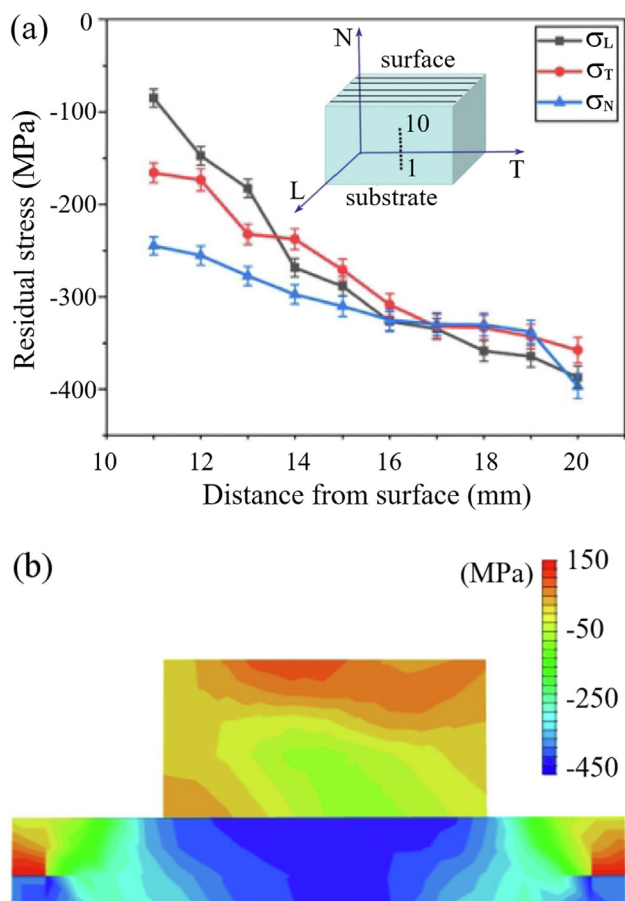 (a)
0
-100
-200
-300
-400
Residual stress (MPa)
10 12 14 16 18 20
Distance from surface (mm)
N
surface
10
1
L
T
substrate
σL
σT
σN
(b)
(MPa)
150
-50
-250
-450